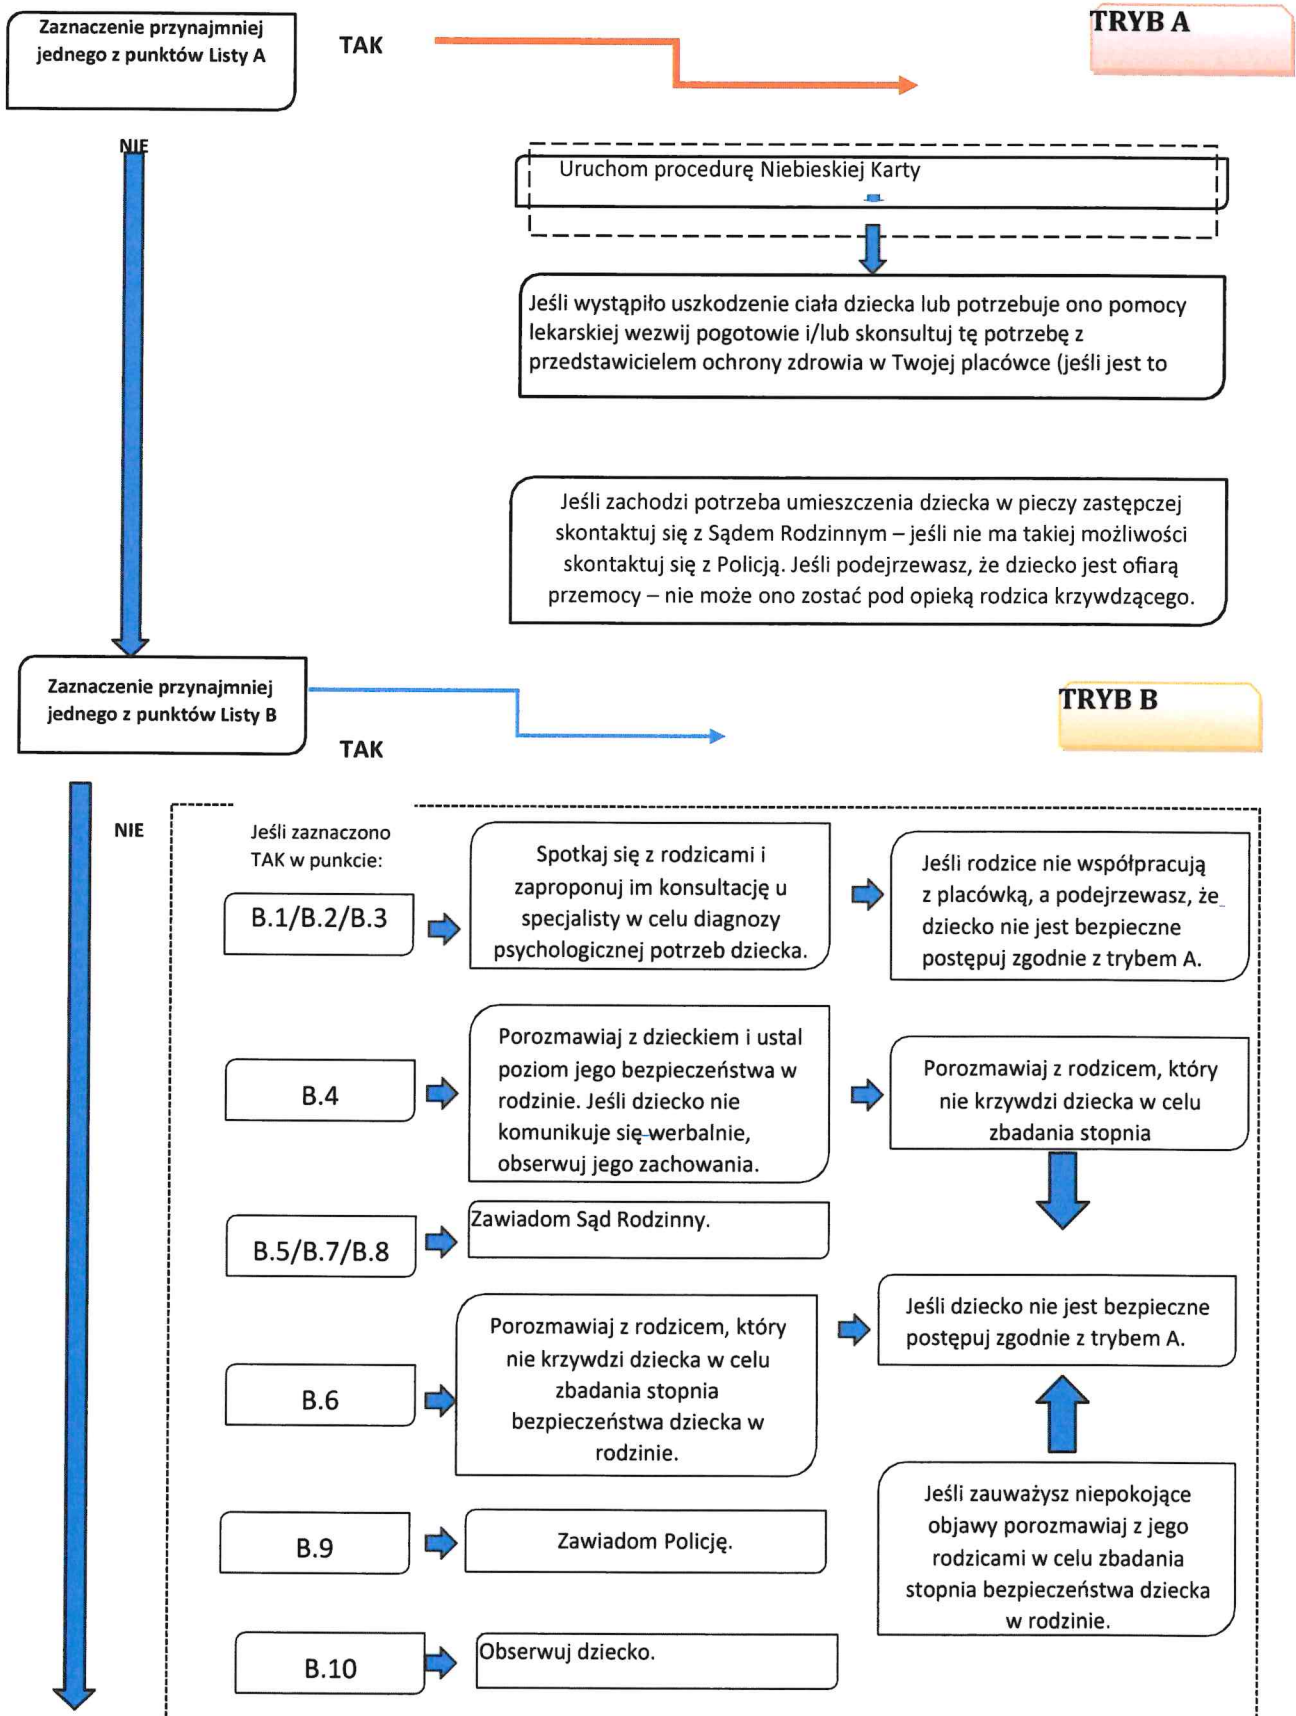 Zaznaczenie przynajmniej
jednego z punktów Listy A
TAK
TRYB A
NIE
Uruchom procedurę Niebieskiej Karty
Jeśli wystąpiło uszkodzenie ciała dziecka lub potrzebuje ono pomocy
lekarskiej wezwij pogotowie i/lub skonsultuj tę potrzebę z
przedstawicielem ochrony zdrowia w Twojej placówce (jeśli jest to
Jeśli zachodzi potrzeba umieszczenia dziecka w pieczy zastępczej
skontaktuj się z Sądem Rodzinnym – jeśli nie ma takiej możliwości
skontaktuj się z Policją. Jeśli podejrzewasz, że dziecko jest ofiarą
przemocy – nie może ono zostać pod opieką rodzica krzywdzącego.
Zaznaczenie przynajmniej
jednego z punktów Listy B
TAK
TRYB B
NIE
Jeśli zaznaczono
TAK w punkcie:
B.1/B.2/B.3
Spotkaj się z rodzicami i
zaproponuj im konsultację u
specjalisty w celu diagnozy
psychologicznej potrzeb dziecka.
Jeśli rodzice nie współpracują
z placówką, a podejrzewasz, że
dziecko nie jest bezpieczne
postępuj zgodnie z trybem A.
B.4
Porozmawiaj z dzieckiem i ustal
poziom jego bezpieczeństwa w
rodzinie. Jeśli dziecko nie
komunikuje się werbalnie,
obserwuj jego zachowania.
Porozmawiaj z rodzicem, który
nie krzywdzi dziecka w celu
zbadania stopnia
B.5/B.7/B.8
Zawiadom Sąd Rodzinny.
B.6
Porozmawiaj z rodzicem, który
nie krzywdzi dziecka w celu
zbadania stopnia
bezpieczeństwa dziecka w
rodzinie.
Jeśli dziecko nie jest bezpieczne
postępuj zgodnie z trybem A.
B.9
Zawiadom Policję.
Jeśli zauważysz niepokojące
objawy porozmawiaj z jego
rodzicami w celu zbadania
stopnia bezpieczeństwa dziecka
w rodzinie.
B.10
Obserwuj dziecko.